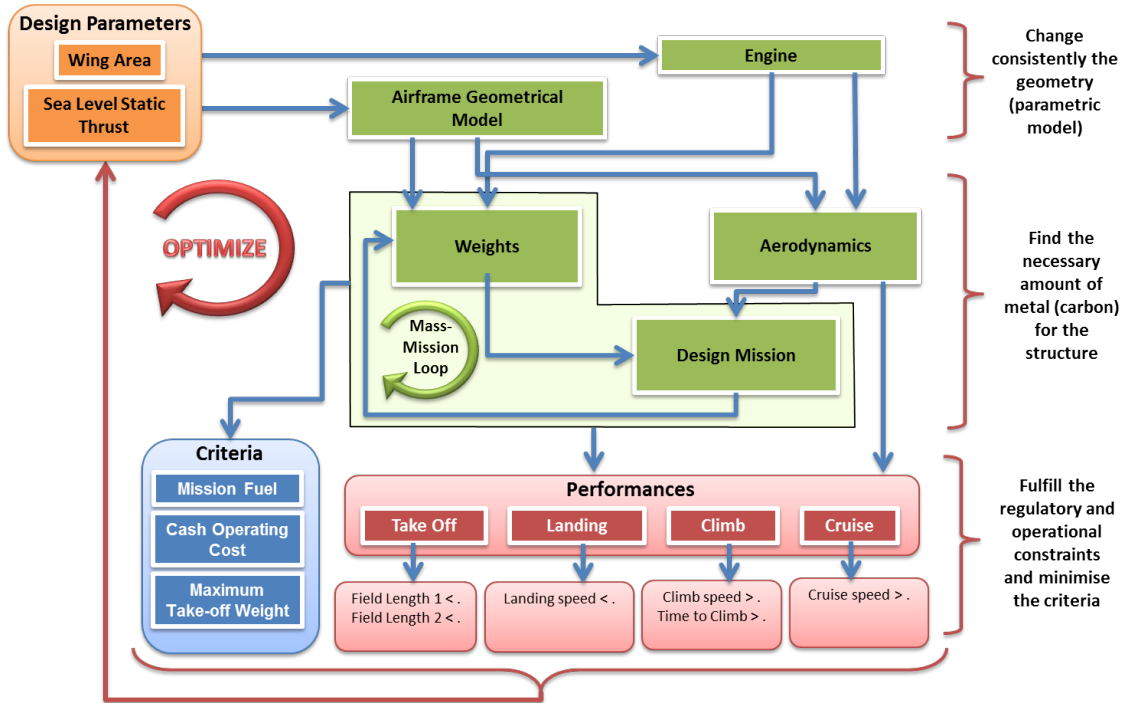 Design Parameters
Wing Area
Sea Level Static
Thrust
Engine
Airframe Geometrical
Model
Change
consistently the
geometry
(parametric
model)
OPTIMIZE
Weights
Aerodynamics
Mass-
Mission
Loop
Design Mission
Find the
necessary
amount of
metal (carbon)
for the
structure
Criteria
Mission Fuel
Cash Operating
Cost
Maximum
Take-off Weight
Performances
Take Off
Landing
Climb
Cruise
Field Length 1 < .
Field Length 2 < .
Landing speed < .
Climb speed > .
Time to Climb > .
Cruise speed > .
Fulfill the
regulatory and
operational
constraints
and minimise
the criteria